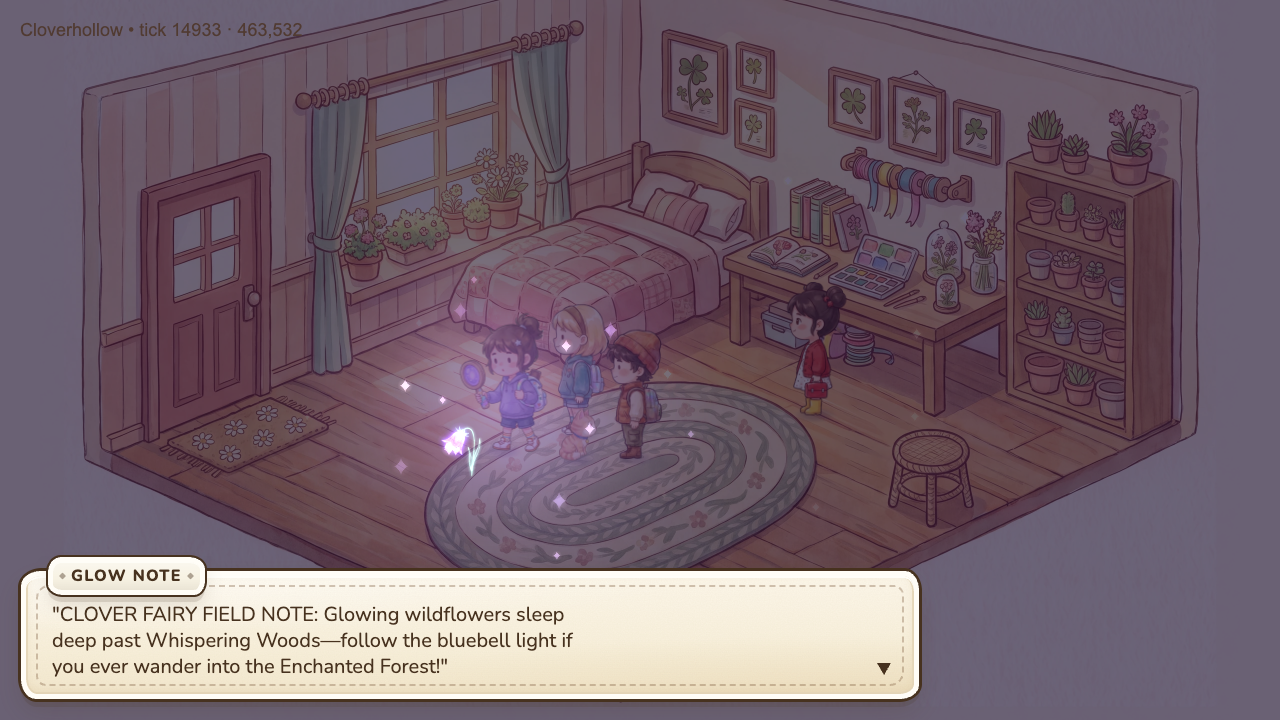 Cloverhollow • tick 14933 · 463,532
GLOW NOTE
"CLOVER FAIRY FIELD NOTE: Glowing wildflowers sleep
deep past Whispering Woods—follow the bluebell light if
you ever wander into the Enchanted Forest!"